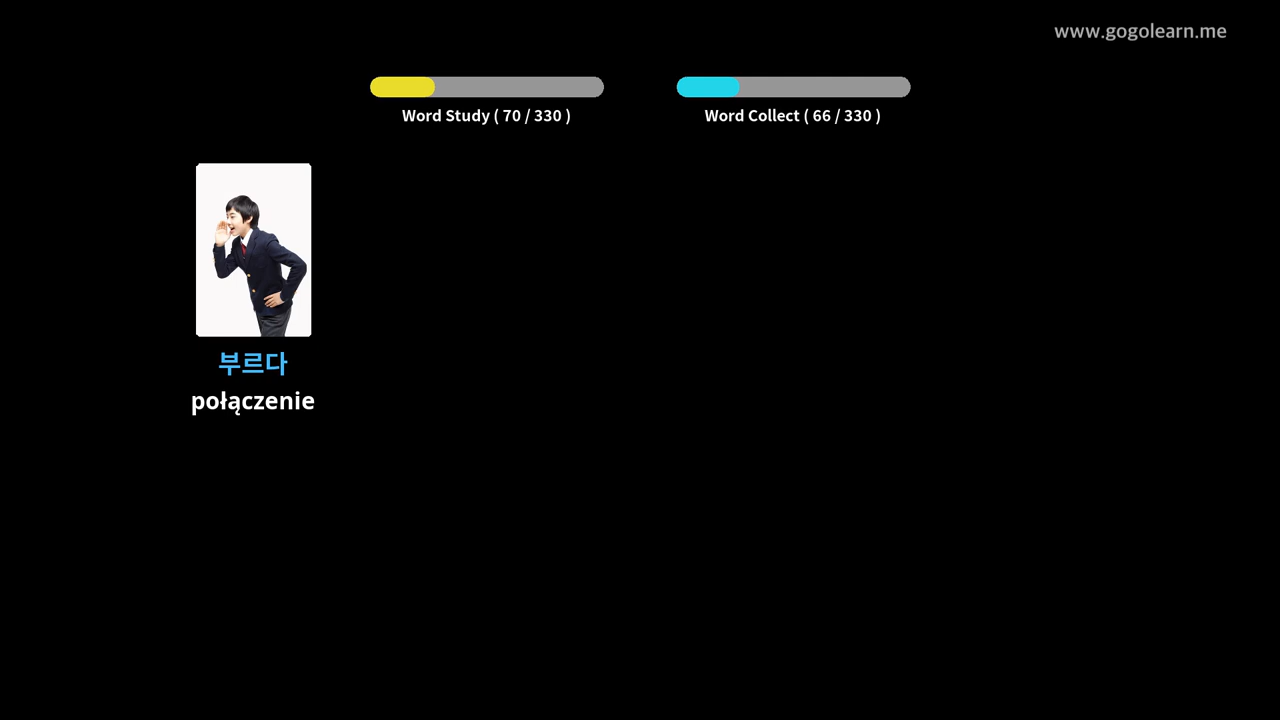 www.gogolearn.me
Word Study ( 70 / 330 )
Word Collect ( 66 / 330 )
부르다
połączenie